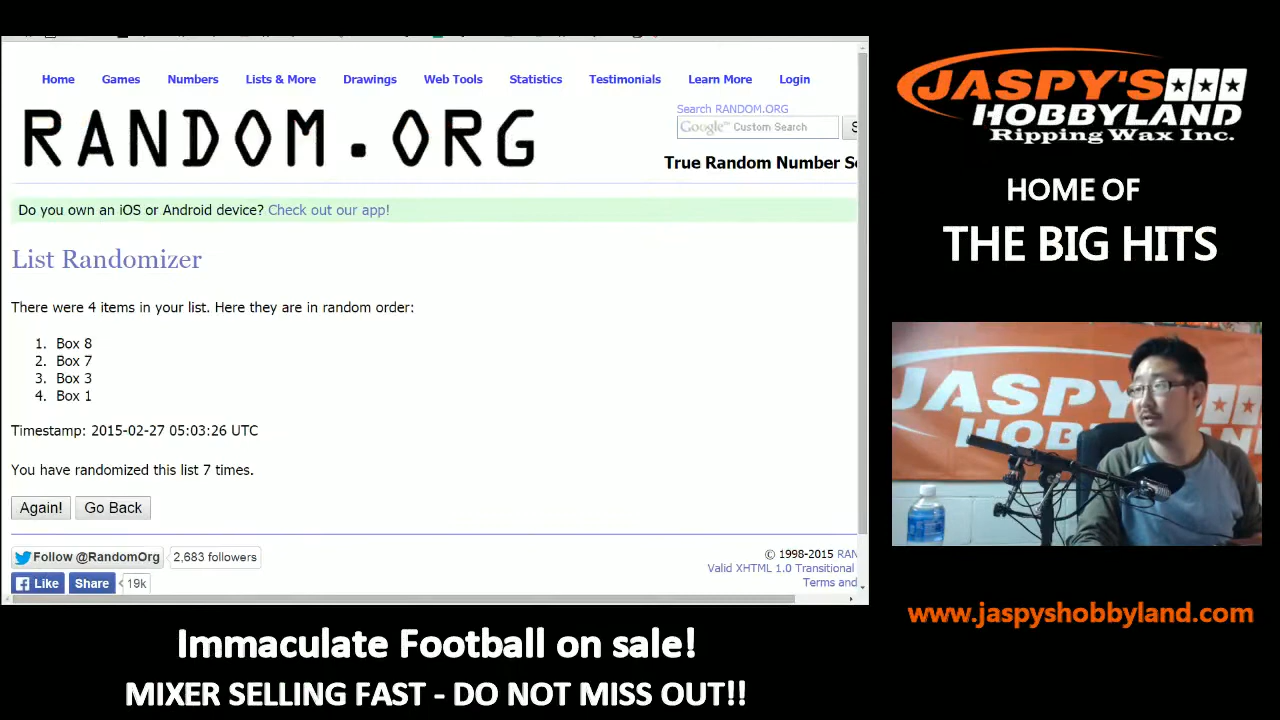 Home Games Numbers Lists & More Drawings Web Tools Statistics Testimonials Learn More Login
RANDOM.ORG
Search RANDOM.ORG
Google™ Custom Search S
True Random Number Se
Do you own an iOS or Android device? Check out our app!
List Randomizer
There were 4 items in your list. Here they are in random order:
1. Box 8
2. Box 7
3. Box 3
4. Box 1
Timestamp: 2015-02-27 05:03:26 UTC
You have randomized this list 7 times.
Again! Go Back
Follow @RandomOrg 2,683 followers
Like Share 19k
© 1998-2015 RAN
Valid XHTML 1.0 Transitional
Terms and
JASPY'S
HOBBYLAND
Ripping Wax Inc.
HOME OF
THE BIG HITS
JASPY
HOB
www.jaspyshobbyland.com
Immaculate Football on sale!
MIXER SELLING FAST - DO NOT MISS OUT!!